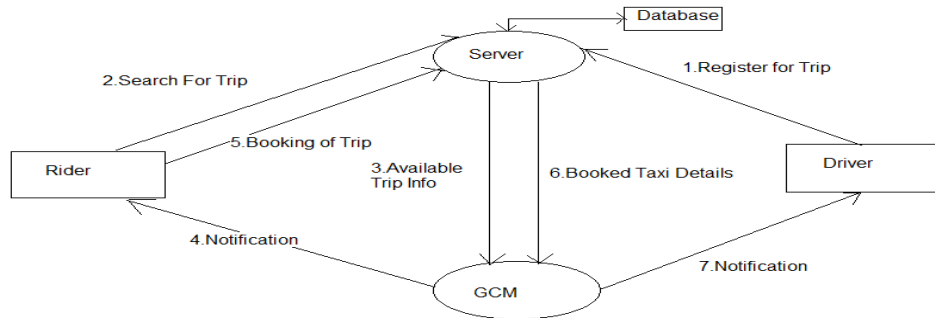 Database
Server
2.Search For Trip
1.Register for Trip
5.Booking of Trip
3.Available
Trip Info
6.Booked Taxi Details
Rider
Driver
4.Notification
7.Notification
GCM